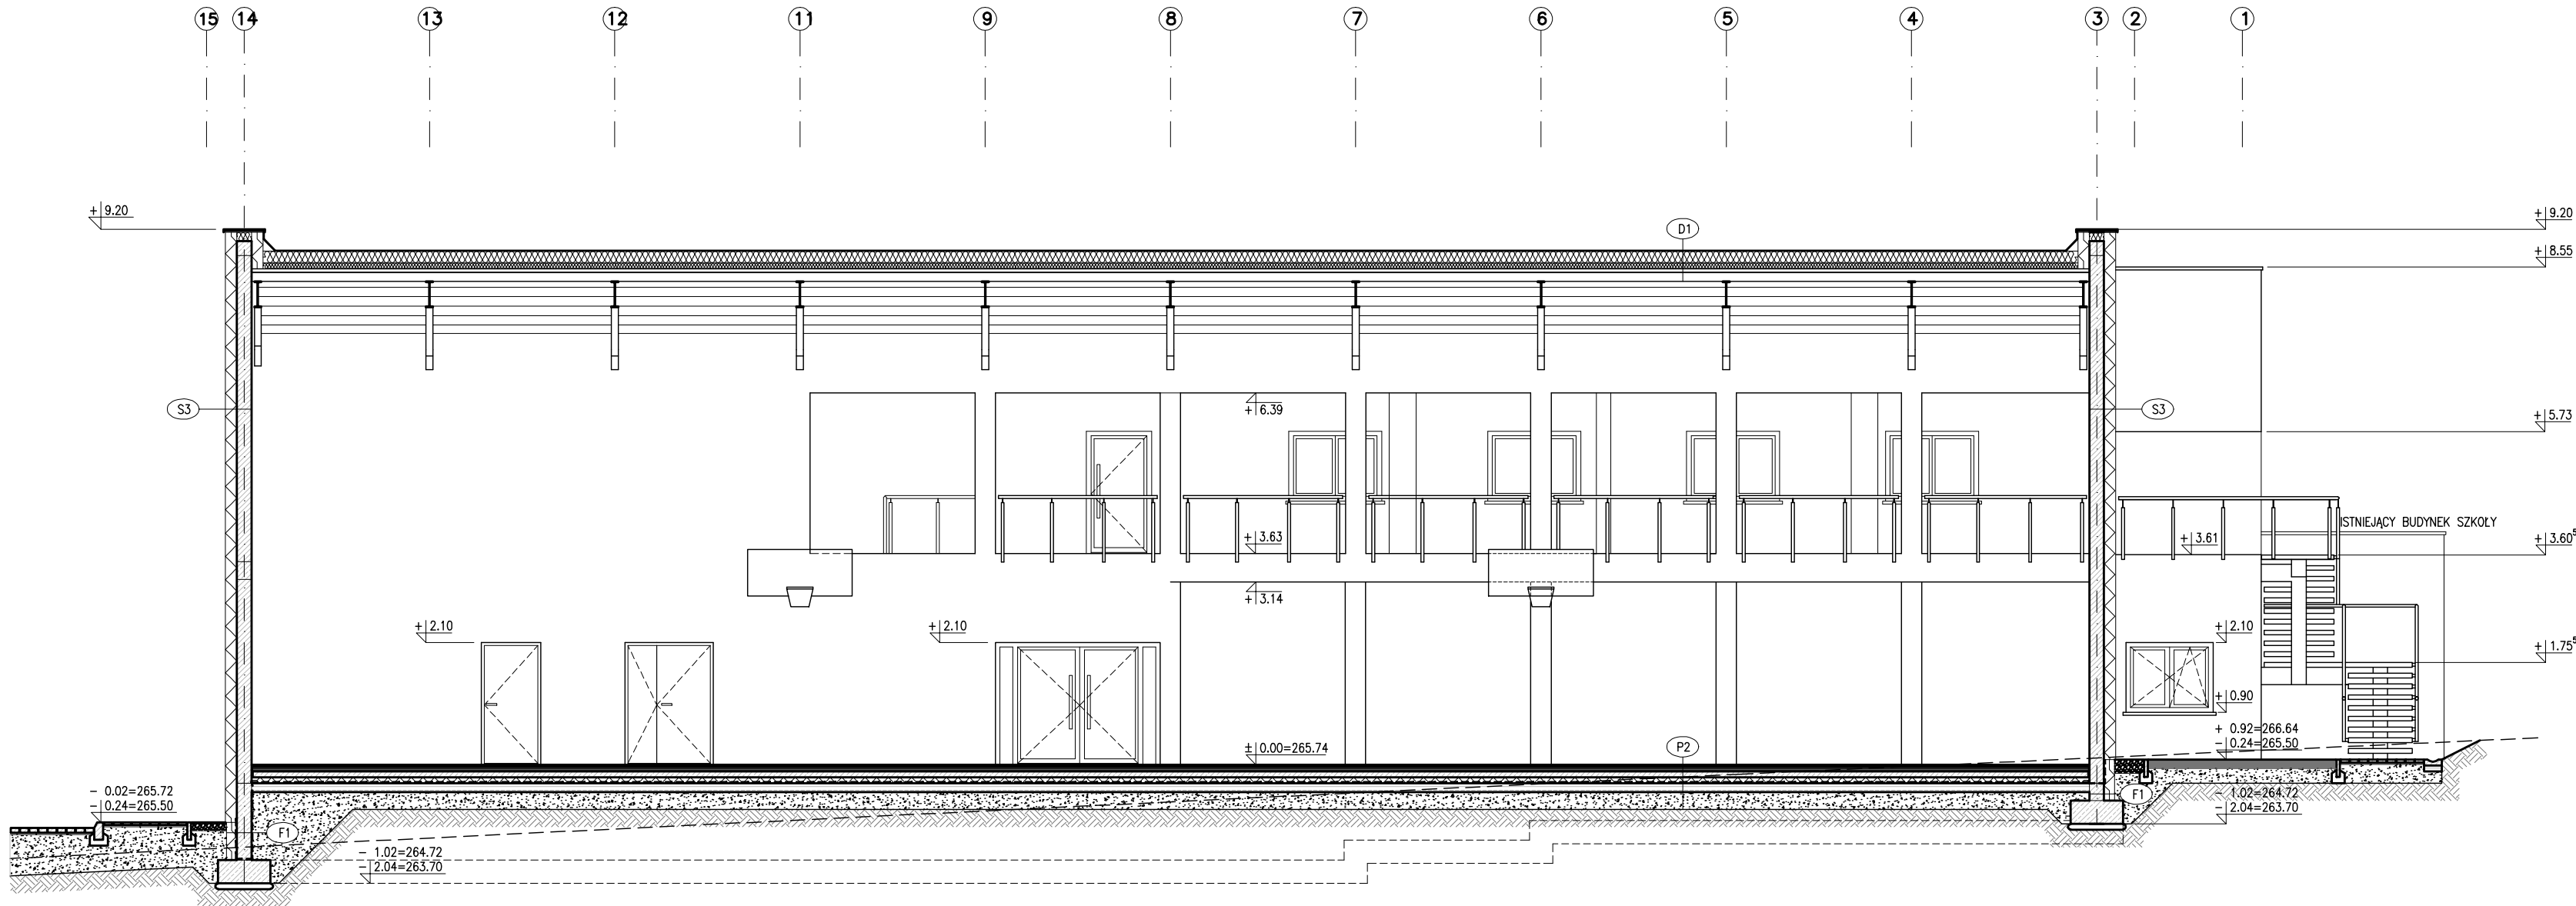 15 14 13 12 11 9 8 7 6 5 4 3 2 1
+ 9.20
+ 9.20
D1
+ 8.55
S3
S3
+ 6.39
+ 5.73
ISTNIEJĄCY BUDYNEK SZKOŁY
+ 3.63
+ 3.61
+ 3.60⁵
+ 3.14
+ 2.10
+ 2.10
+ 2.10
+ 1.75⁵
+ 0.90
+ 0.92=266.64
- 0.24=265.50
± 0.00=265.74
P2
- 0.02=265.72
- 0.24=265.50
F1
F1
- 1.02=264.72
- 2.04=263.70
- 1.02=264.72
- 2.04=263.70